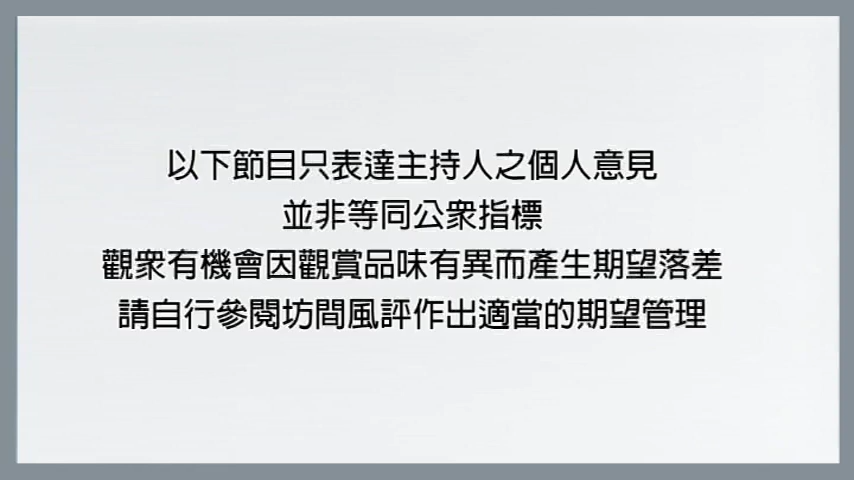 以下節目只表達主持人之個人意見
並非等同公眾指標
觀眾有機會因觀賞品味有異而產生期望落差
請自行參閱坊間風評作出適當的期望管理